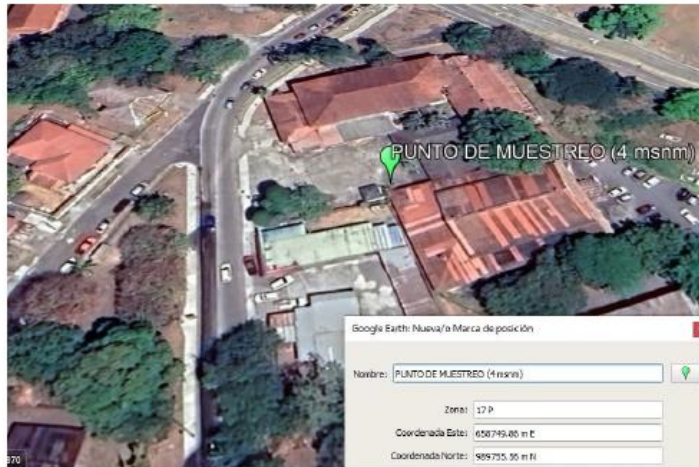 PUNTO DE MUESTREO (4 msnm)
Google Earth: Nueva/o Marca de posición
Nombre: PUNTO DE MUESTREO (4 msnm)
Zona: 17 P
Coordenada Este: 658749.86 m E
Coordenada Norte: 989755.56 m N